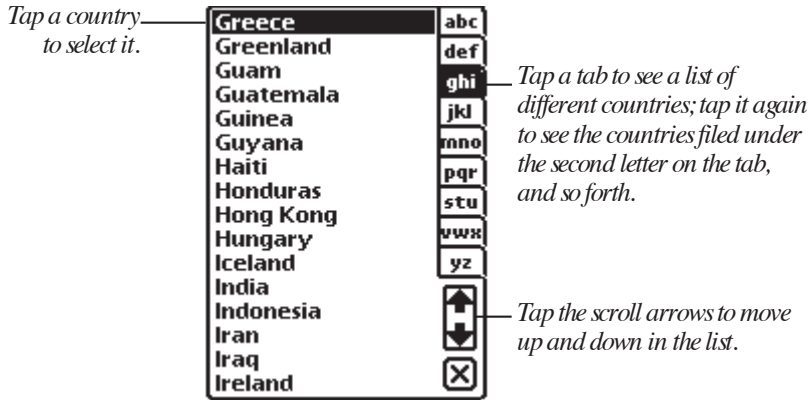 Tap a country
to select it.
Greece
Greenland
Guam
Guatemala
Guinea
Guyana
Haiti
Honduras
Hong Kong
Hungary
Iceland
India
Indonesia
Iran
Iraq
Ireland
abc
def
ghi
jkl
mno
pqr
stu
vwx
yz
Tap a tab to see a list of
different countries; tap it again
to see the countries filed under
the second letter on the tab,
and so forth.
Tap the scroll arrows to move
up and down in the list.